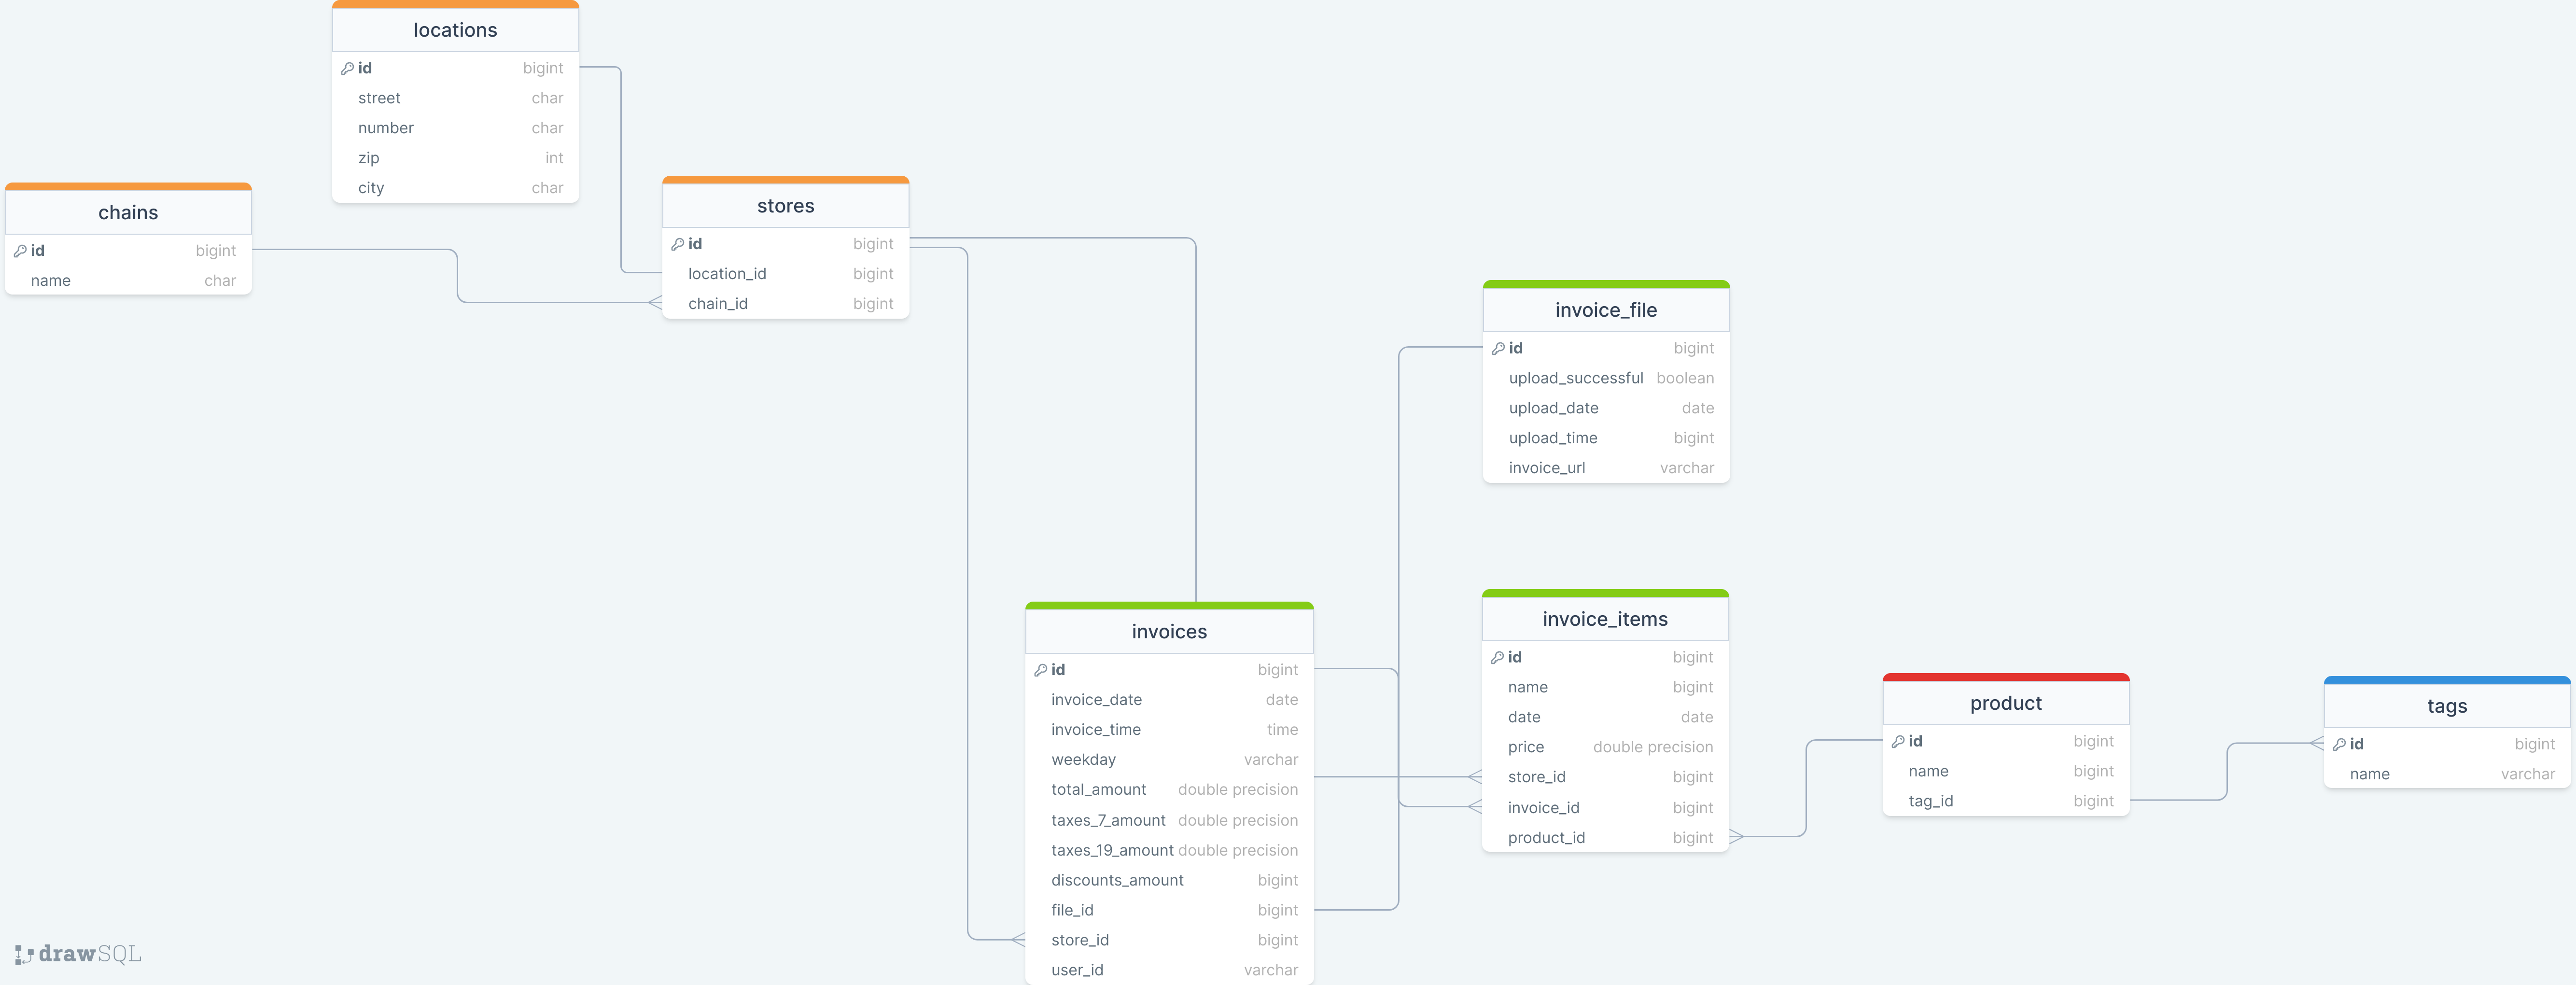 locations
id bigint
street char
number char
zip int
city char
chains
id bigint
name char
stores
id bigint
location_id bigint
chain_id bigint
invoice_file
id bigint
upload_successful boolean
upload_date date
upload_time bigint
invoice_url varchar
invoices
id bigint
invoice_date date
invoice_time time
weekday varchar
total_amount double precision
taxes_7_amount double precision
taxes_19_amount double precision
discounts_amount bigint
file_id bigint
store_id bigint
user_id varchar
invoice_items
id bigint
name bigint
date date
price double precision
store_id bigint
invoice_id bigint
product_id bigint
product
id bigint
name bigint
tag_id bigint
tags
id bigint
name varchar
drawSQL